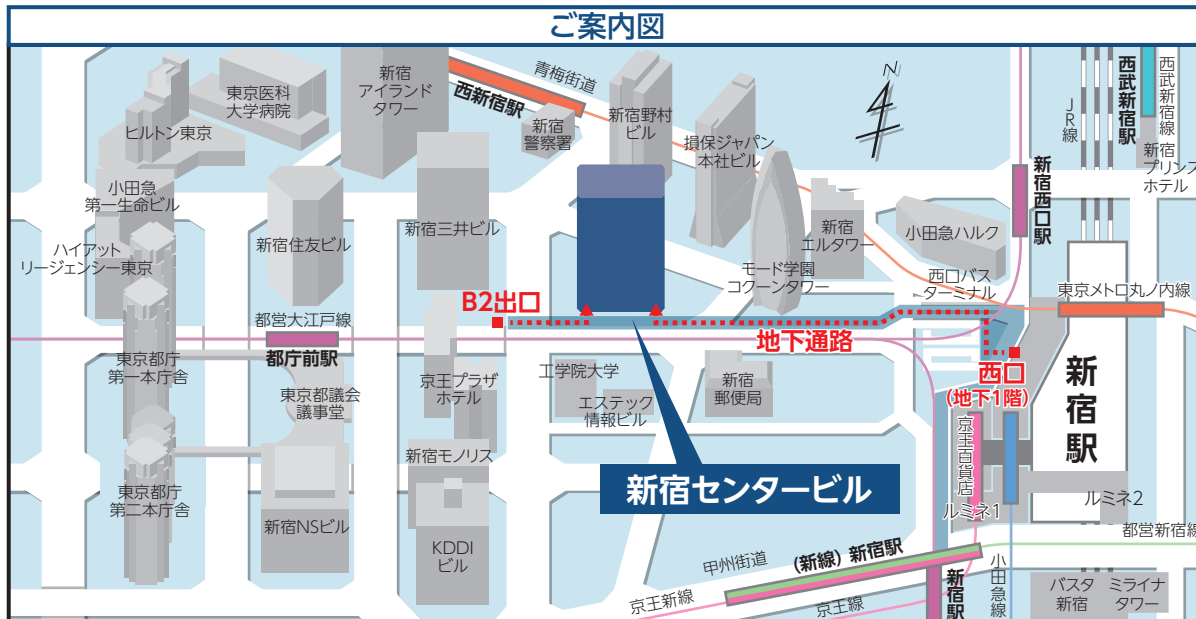 ご案内図
青梅街道
西新宿駅
新宿
アイランド
タワー
東京医科
大学病院
ヒルトン東京
新宿
警察署
新宿野村
ビル
損保ジャパン
本社ビル
N
JR線
西武新宿駅
西武新宿線
新宿
プリンス
ホテル
新宿西口駅
小田急
第一生命ビル
ハイアット
リージェンシー東京
新宿住友ビル
新宿三井ビル
モード学園
コクーンタワー
新宿
エルタワー
小田急ハルク
西口バス
ターミナル
東京メトロ丸ノ内線
B2出口
都営大江戸線
都庁前駅
地下通路
西口
(地下1階)
新宿駅
東京都庁
第一本庁舎
東京都議会
議事堂
京王プラザ
ホテル
工学院大学
エステック
情報ビル
新宿
郵便局
新宿センタービル
京王百貨店
ルミネ1
ルミネ2
東京都庁
第二本庁舎
新宿NSビル
新宿モノリス
KDDI
ビル
都営新宿線
甲州街道
(新線)新宿駅
京王新線
京王線
新宿駅
小田急線
バスタ
新宿
ミライナ
タワー